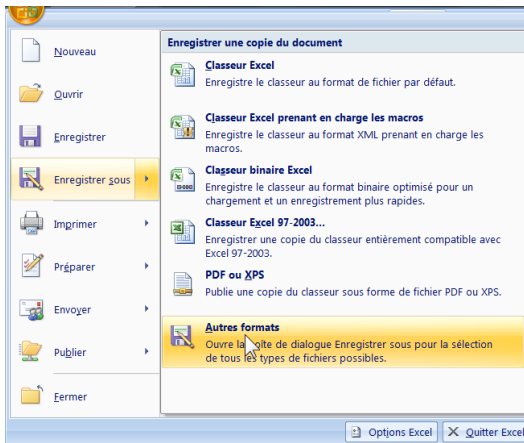 Nouveau
Ouvrir
Enregistrer
Enregistrer sous
Imprimer
Préparer
Envoyer
Publier
Fermer
Enregistrer une copie du document
Classeur Excel
Enregistre le classeur au format de fichier par défaut.
Classeur Excel prenant en charge les macros
Enregistre le classeur au format XML prenant en charge les
macros.
Classeur binaire Excel
Enregistre le classeur au format binaire optimisé pour un
chargement et un enregistrement plus rapides.
Classeur Excel 97-2003...
Enregistrer une copie du classeur entièrement compatible avec
Excel 97-2003.
PDF ou XPS
Publie une copie du classeur sous forme de fichier PDF ou XPS.
Autres formats
Ouvre la boîte de dialogue Enregistrer sous pour la sélection
de tous les types de fichiers possibles.
Options Excel
Quitter Excel